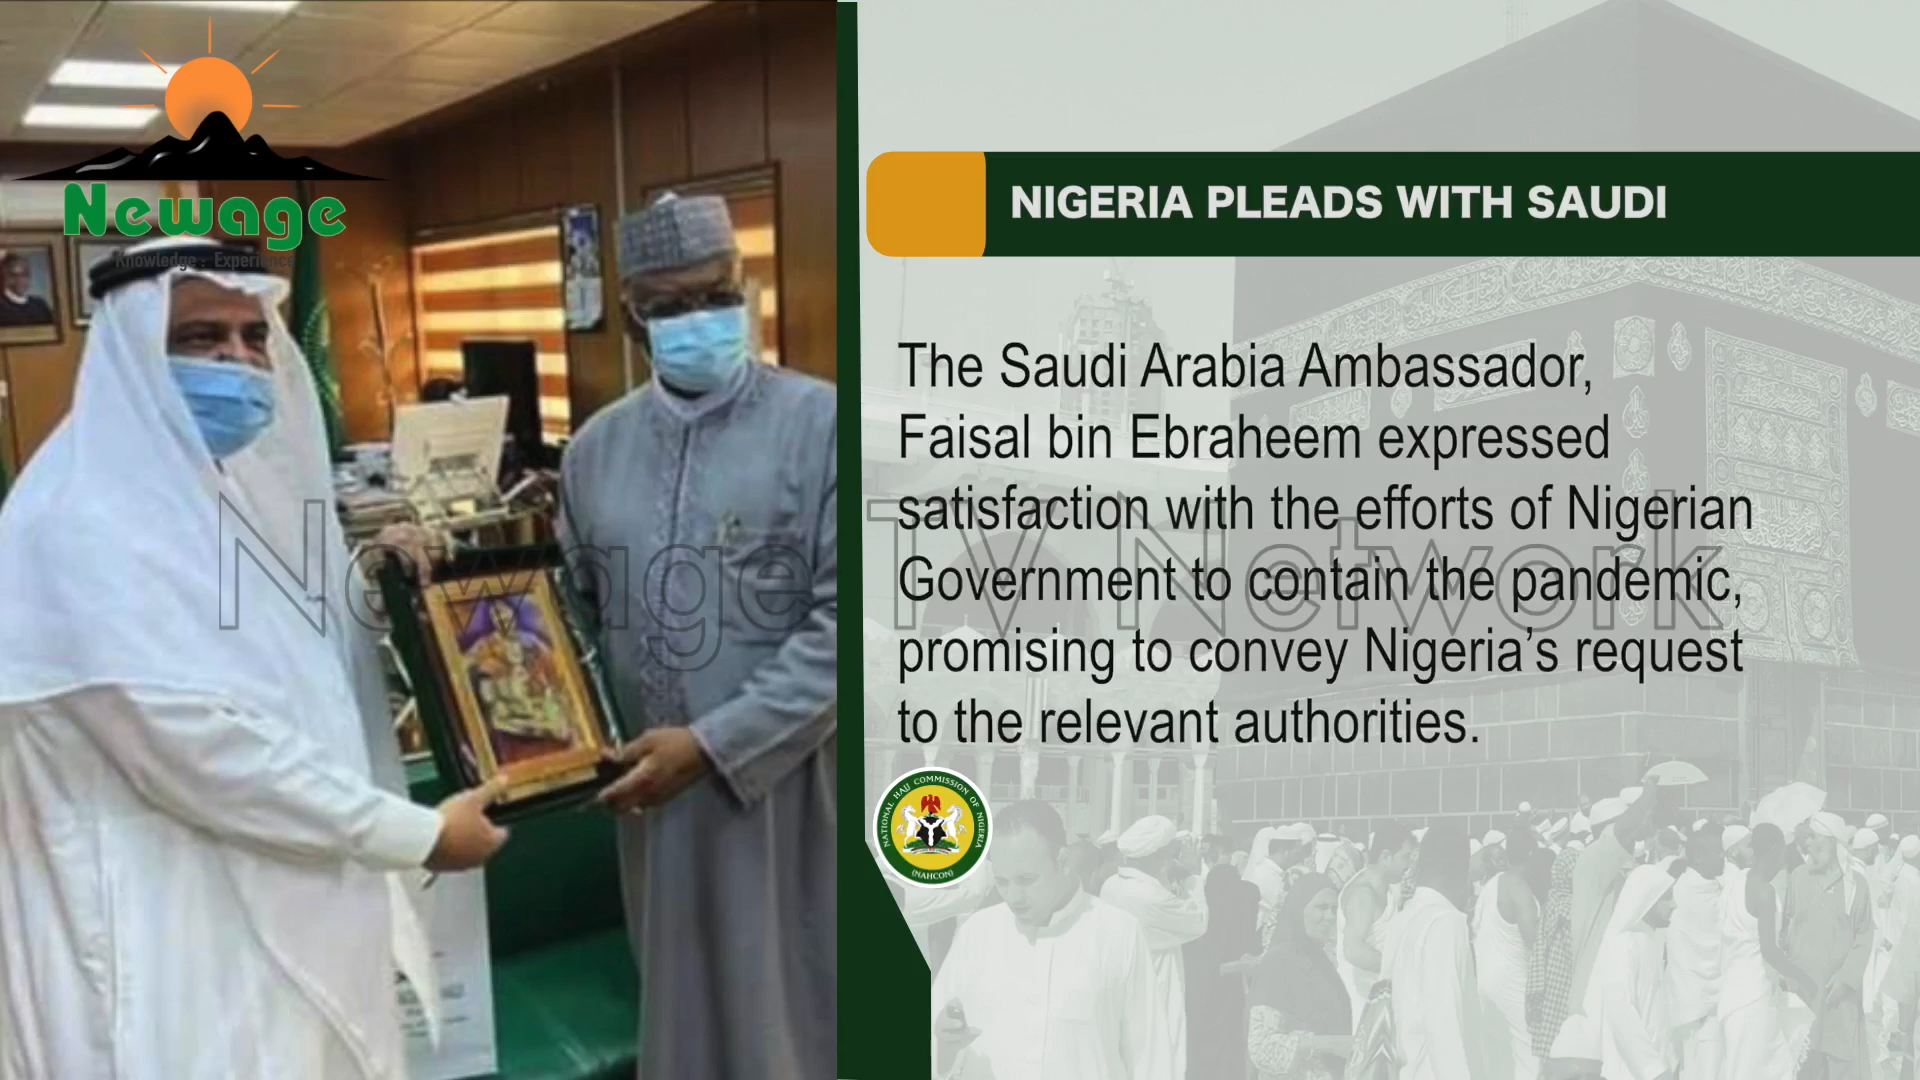 Newage
Knowledge . Experience
NIGERIA PLEADS WITH SAUDI
The Saudi Arabia Ambassador,
Faisal bin Ebraheem expressed
satisfaction with the efforts of Nigerian
Government to contain the pandemic,
promising to convey Nigeria’s request
to the relevant authorities.
Newage TV Network
NATIONAL HAJJ COMMISSION OF NIGERIA
(NAHCON)